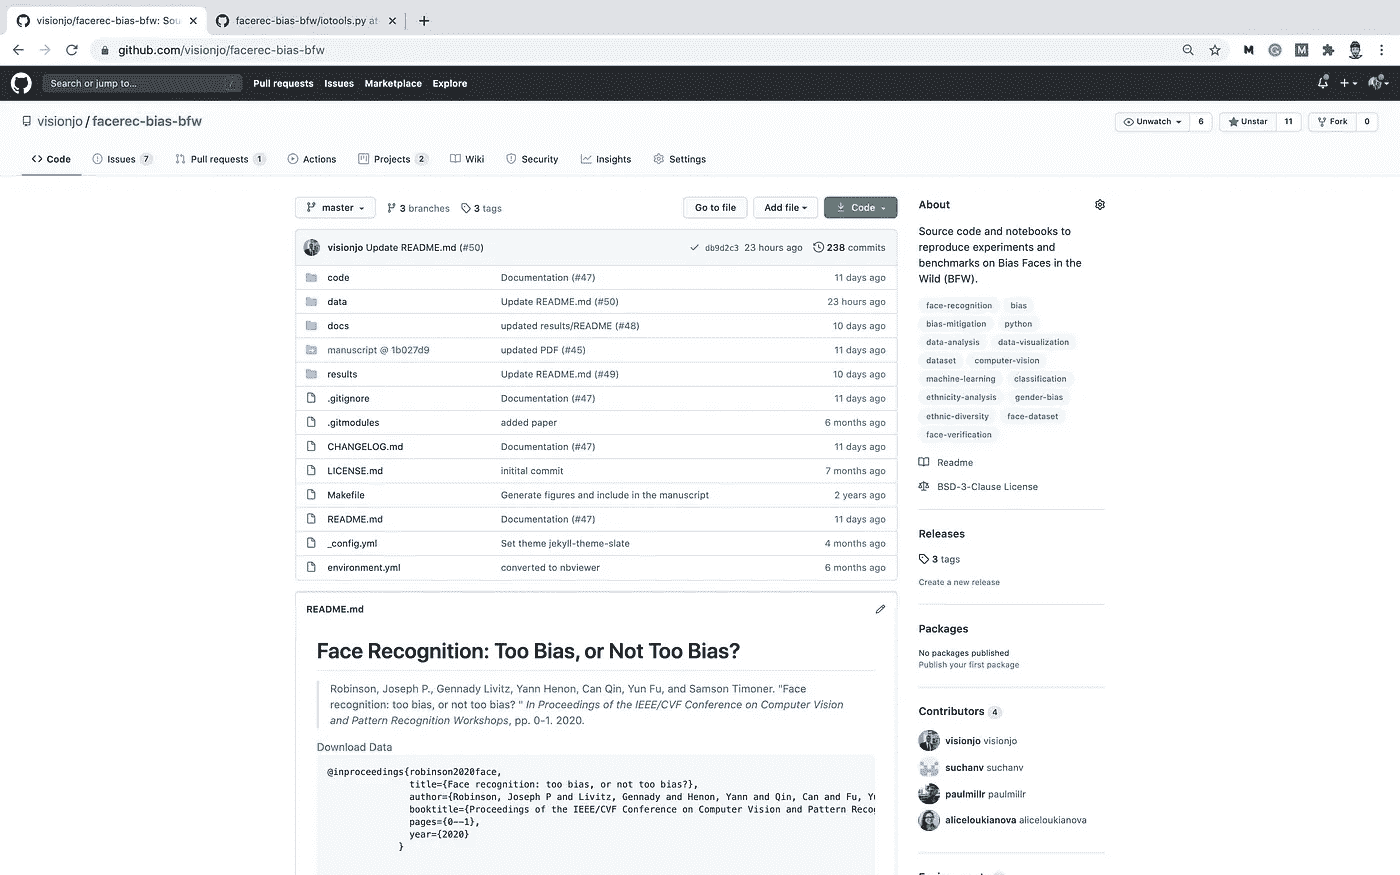 visionjo/facerec-bias-bfw: Sou
facerec-bias-bfw/iotools.py at
github.com/visionjo/facerec-bias-bfw
Search or jump to... /
Pull requests Issues Marketplace Explore
visionjo / facerec-bias-bfw
Unwatch 6 Unstar 11 Fork 0
Code Issues 7 Pull requests 1 Actions Projects 2 Wiki Security Insights Settings
master 3 branches 3 tags Go to file Add file Code
visionjo Update README.md (#50) db9d2c3 23 hours ago 238 commits
code Documentation (#47) 11 days ago
data Update README.md (#50) 23 hours ago
docs updated results/README (#48) 10 days ago
manuscript @ 1b027d9 updated PDF (#45) 11 days ago
results Update README.md (#49) 10 days ago
.gitignore Documentation (#47) 11 days ago
.gitmodules added paper 6 months ago
CHANGELOG.md Documentation (#47) 11 days ago
LICENSE.md initital commit 7 months ago
Makefile Generate figures and include in the manuscript 2 years ago
README.md Documentation (#47) 11 days ago
_config.yml Set theme jekyll-theme-slate 4 months ago
environment.yml converted to nbviewer 6 months ago
README.md
Face Recognition: Too Bias, or Not Too Bias?
Robinson, Joseph P., Gennady Livitz, Yann Henon, Can Qin, Yun Fu, and Samson Timoner. "Face
recognition: too bias, or not too bias? " In Proceedings of the IEEE/CVF Conference on Computer Vision
and Pattern Recognition Workshops, pp. 0-1. 2020.
Download Data
@inproceedings{robinson2020face,
title={Face recognition: too bias, or not too bias?},
author={Robinson, Joseph P and Livitz, Gennady and Henon, Yann and Qin, Can and Fu, Yu
booktitle={Proceedings of the IEEE/CVF Conference on Computer Vision and Pattern Recog
pages={0--1},
year={2020}
}
About
Source code and notebooks to
reproduce experiments and
benchmarks on Bias Faces in the
Wild (BFW).
face-recognition bias
bias-mitigation python
data-analysis data-visualization
dataset computer-vision
machine-learning classification
ethnicity-analysis gender-bias
ethnic-diversity face-dataset
face-verification
Readme
BSD-3-Clause License
Releases
3 tags
Create a new release
Packages
No packages published
Publish your first package
Contributors 4
visionjo visionjo
suchanv suchanv
paulmillr paulmillr
aliceloukianova aliceloukianova